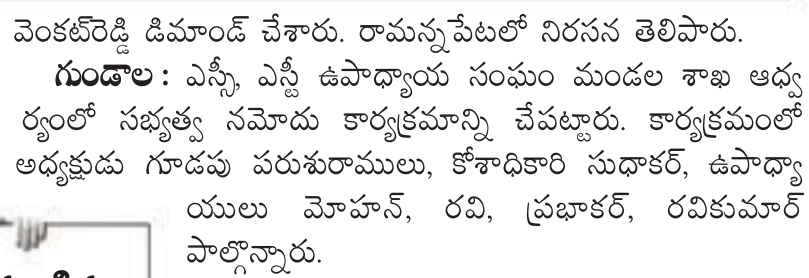 వెంకట్‌రెడ్డి డిమాండ్ చేశారు. రామన్నపేటలో నిరసన తెలిపారు.
గుండాల : ఎస్సీ, ఎస్టీ ఉపాధ్యాయ సంఘం మండల శాఖ ఆధ్వ
ర్యంలో సభ్యత్వ నమోదు కార్యక్రమాన్ని చేపట్టారు. కార్యక్రమంలో
అధ్యక్షుడు గూడపు పరుశురాములు, కోశాధికారి సుధాకర్, ఉపాధ్యా
యులు మోహన్, రవి, ప్రభాకర్, రవికుమార్
పాల్గొన్నారు.